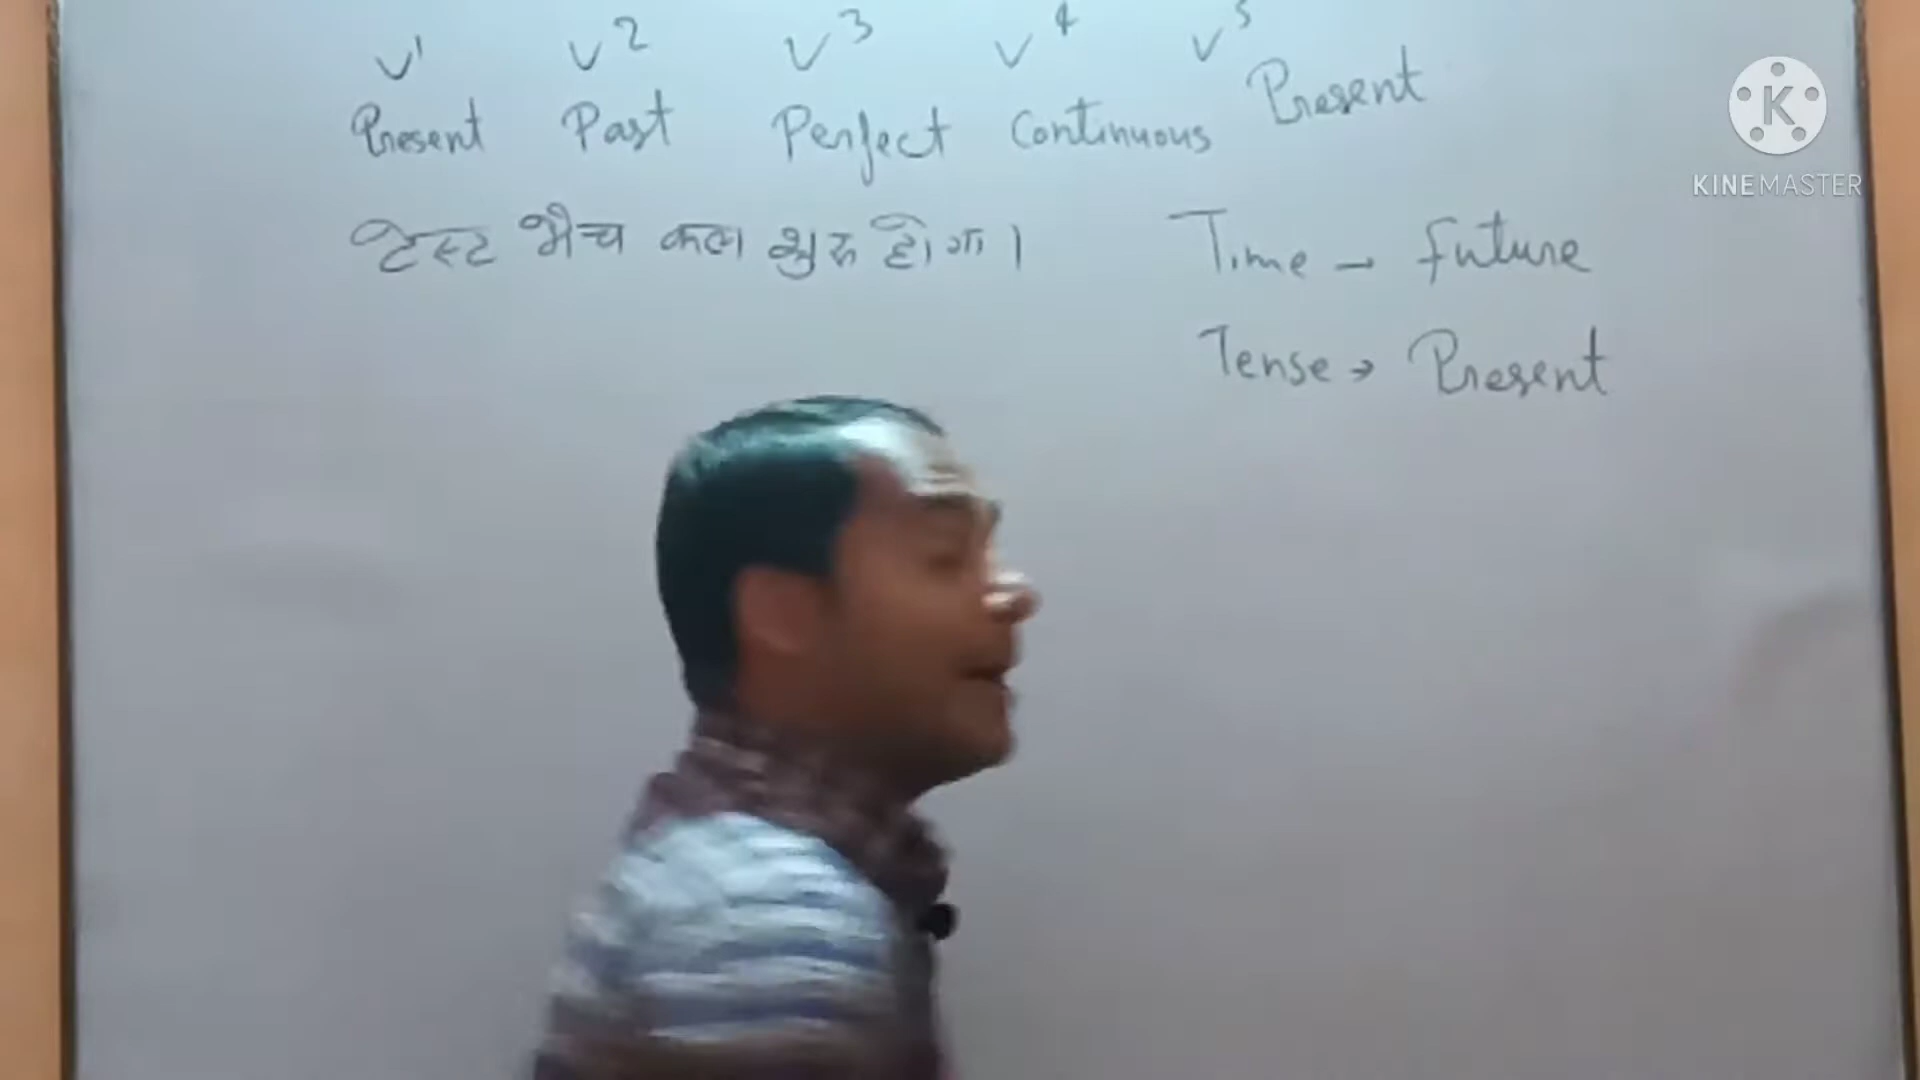 V¹ V² V³ V⁴ V⁵
Present Past Perfect Continuous Present
टेस्ट मैच कल शुरू होगा।
Time → Future
Tense → Present
K
KINEMASTER